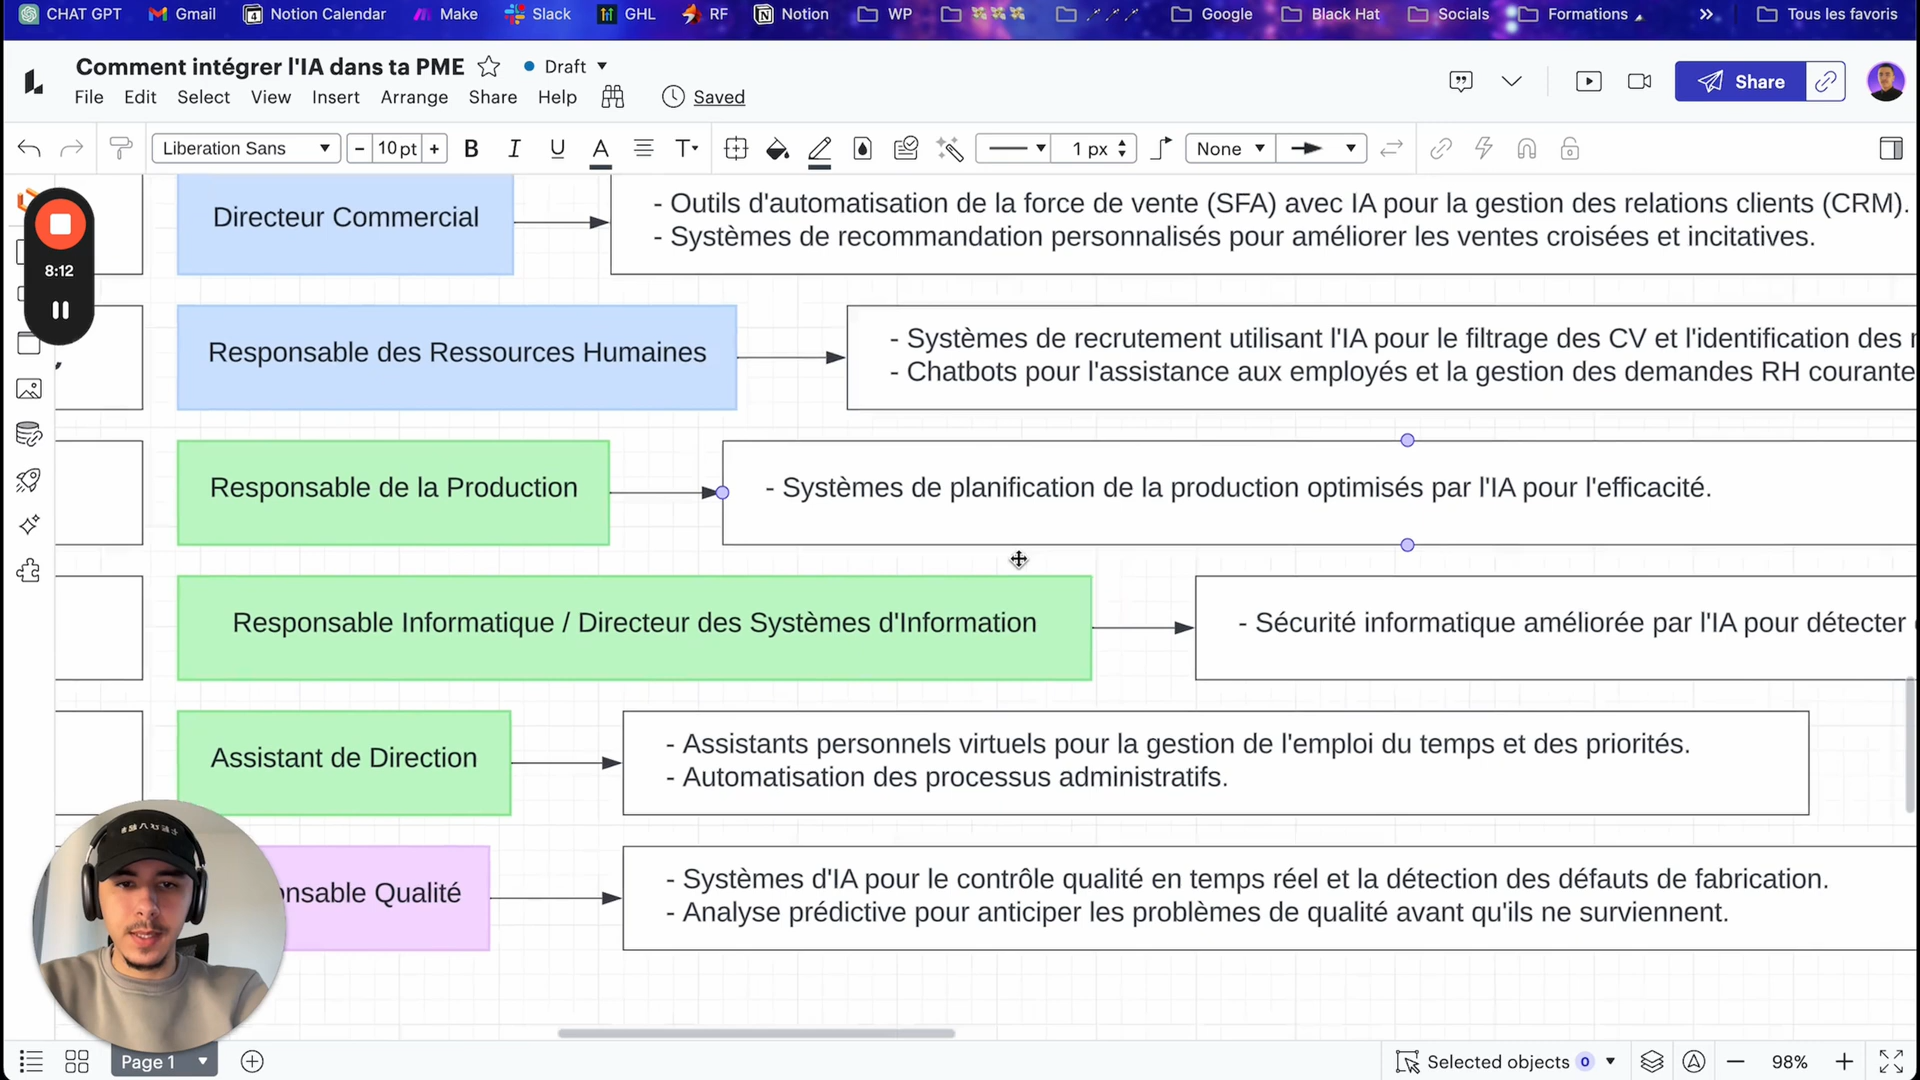 CHAT GPT
Gmail
4
Notion Calendar
Make
Slack
GHL
RF
Notion
WP
Google
Black Hat
Socials
Formations
»
Tous les favoris
Comment intégrer l'IA dans ta PME
Draft
File
Edit
Select
View
Insert
Arrange
Share
Help
Saved
Share
Liberation Sans
- 10 pt +
B
I
U
A
T
1 px
None
Directeur Commercial
- Outils d'automatisation de la force de vente (SFA) avec IA pour la gestion des relations clients (CRM).
- Systèmes de recommandation personnalisés pour améliorer les ventes croisées et incitatives.
8:12
Responsable des Ressources Humaines
- Systèmes de recrutement utilisant l'IA pour le filtrage des CV et l'identification des
- Chatbots pour l'assistance aux employés et la gestion des demandes RH courante
Responsable de la Production
- Systèmes de planification de la production optimisés par l'IA pour l'efficacité.
Responsable Informatique / Directeur des Systèmes d'Information
- Sécurité informatique améliorée par l'IA pour détecter
Assistant de Direction
- Assistants personnels virtuels pour la gestion de l'emploi du temps et des priorités.
- Automatisation des processus administratifs.
onsable Qualité
- Systèmes d'IA pour le contrôle qualité en temps réel et la détection des défauts de fabrication.
- Analyse prédictive pour anticiper les problèmes de qualité avant qu'ils ne surviennent.
Page 1
Selected objects 0
98%